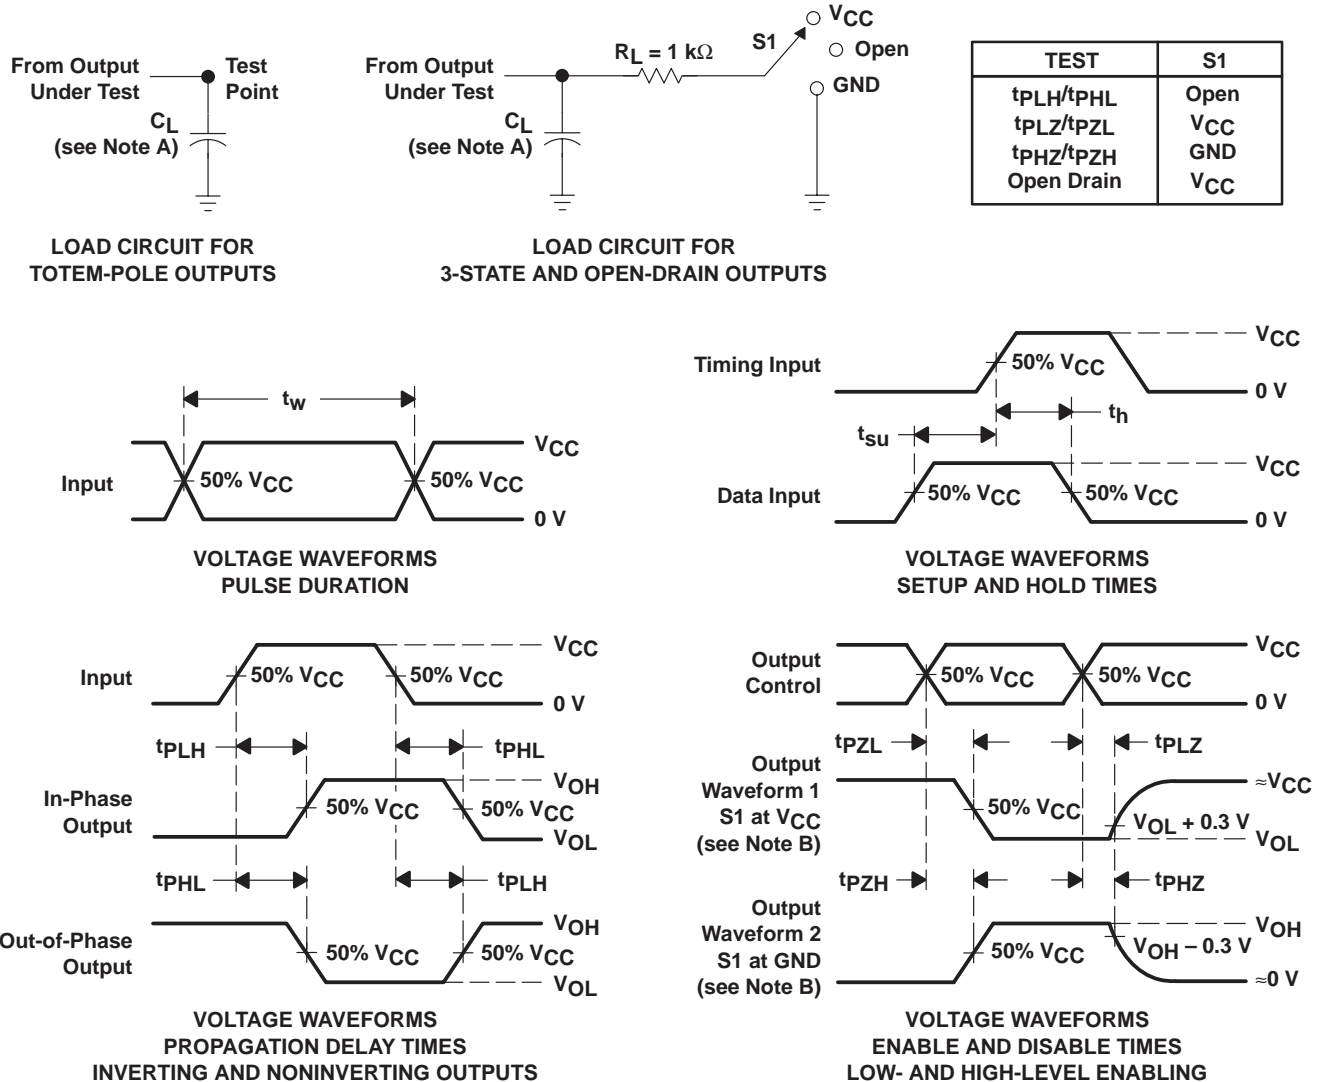 From Output
Under Test
Test
Point
CL
(see Note A)
LOAD CIRCUIT FOR
TOTEM-POLE OUTPUTS
From Output
Under Test
RL = 1 kΩ
S1
VCC
Open
GND
CL
(see Note A)
LOAD CIRCUIT FOR
3-STATE AND OPEN-DRAIN OUTPUTS
TEST S1
tPLH/tPHL Open
tPLZ/tPZL VCC
tPHZ/tPZH GND
Open Drain VCC
tw
Input
50% VCC
50% VCC
VCC
0 V
VOLTAGE WAVEFORMS
PULSE DURATION
Timing Input
50% VCC
VCC
0 V
tsu
th
Data Input
50% VCC
50% VCC
VCC
0 V
VOLTAGE WAVEFORMS
SETUP AND HOLD TIMES
Input
50% VCC
50% VCC
VCC
0 V
tPLH
tPHL
In-Phase
Output
50% VCC
50% VCC
VOH
VOL
tPHL
tPLH
Out-of-Phase
Output
50% VCC
50% VCC
VOH
VOL
VOLTAGE WAVEFORMS
PROPAGATION DELAY TIMES
INVERTING AND NONINVERTING OUTPUTS
Output
Control
50% VCC
50% VCC
VCC
0 V
tPZL
tPLZ
Output
Waveform 1
S1 at VCC
(see Note B)
50% VCC
≈VCC
VOL + 0.3 V
VOL
tPZH
tPHZ
Output
Waveform 2
S1 at GND
(see Note B)
50% VCC
VOH
VOH − 0.3 V
≈0 V
VOLTAGE WAVEFORMS
ENABLE AND DISABLE TIMES
LOW- AND HIGH-LEVEL ENABLING